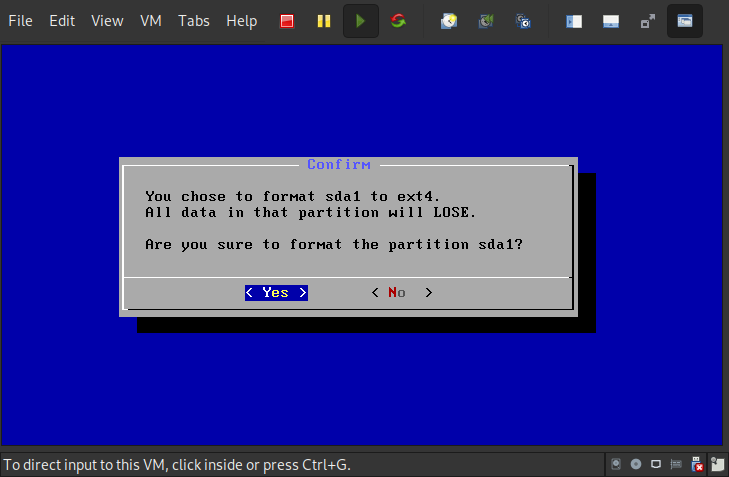 File Edit View VM Tabs Help
Confirm
You chose to format sda1 to ext4.
All data in that partition will LOSE.
Are you sure to format the partition sda1?
< Yes > < No >
To direct input to this VM, click inside or press Ctrl+G.